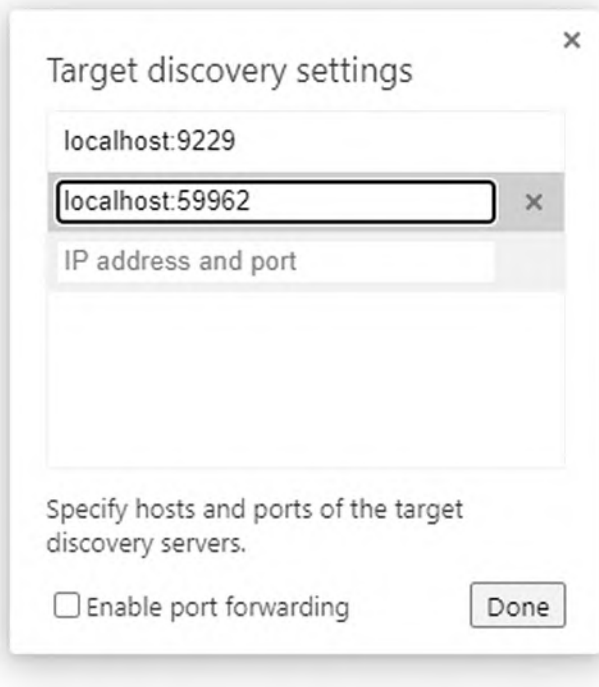 Target discovery settings
localhost:9229
localhost:59962
IP address and port
Specify hosts and ports of the target
discovery servers.
Enable port forwarding
Done